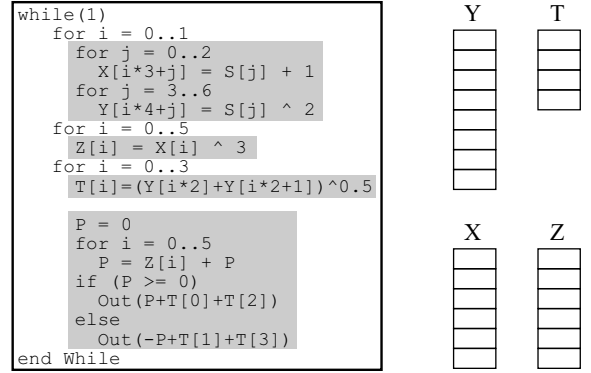 while(1)
for i = 0..1
for j = 0..2
X[i*3+j] = S[j] + 1
for j = 3..6
Y[i*4+j] = S[j] ^ 2
for i = 0..5
Z[i] = X[i] ^ 3
for i = 0..3
T[i]=(Y[i*2]+Y[i*2+1])^0.5
P = 0
for i = 0..5
P = Z[i] + P
if (P >= 0)
Out(P+T[0]+T[2])
else
Out(-P+T[1]+T[3])
end While
Y T
X Z